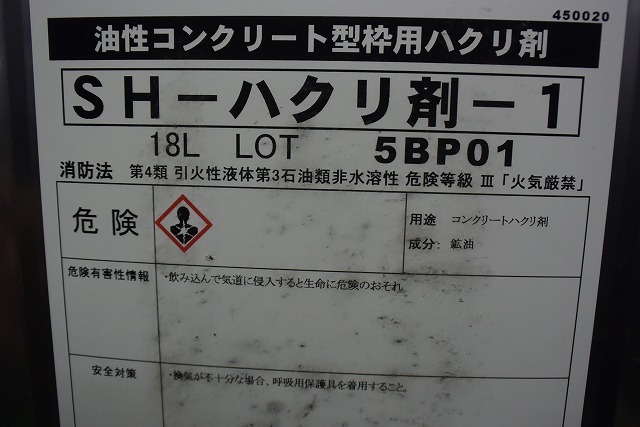 450020
油性コンクリート型枠用ハクリ剤
SH-ハクリ剤-1
18L LOT 5BP01
消防法 第4類 引火性液体第3石油類非水溶性 危険等級 Ⅲ「火気厳禁」
危険
用途 コンクリートハクリ剤
成分: 鉱油
危険有害性情報 ・飲み込んで気道に侵入すると生命に危険のおそれ
安全対策 ・換気が不十分な場合、呼吸用保護具を着用すること。